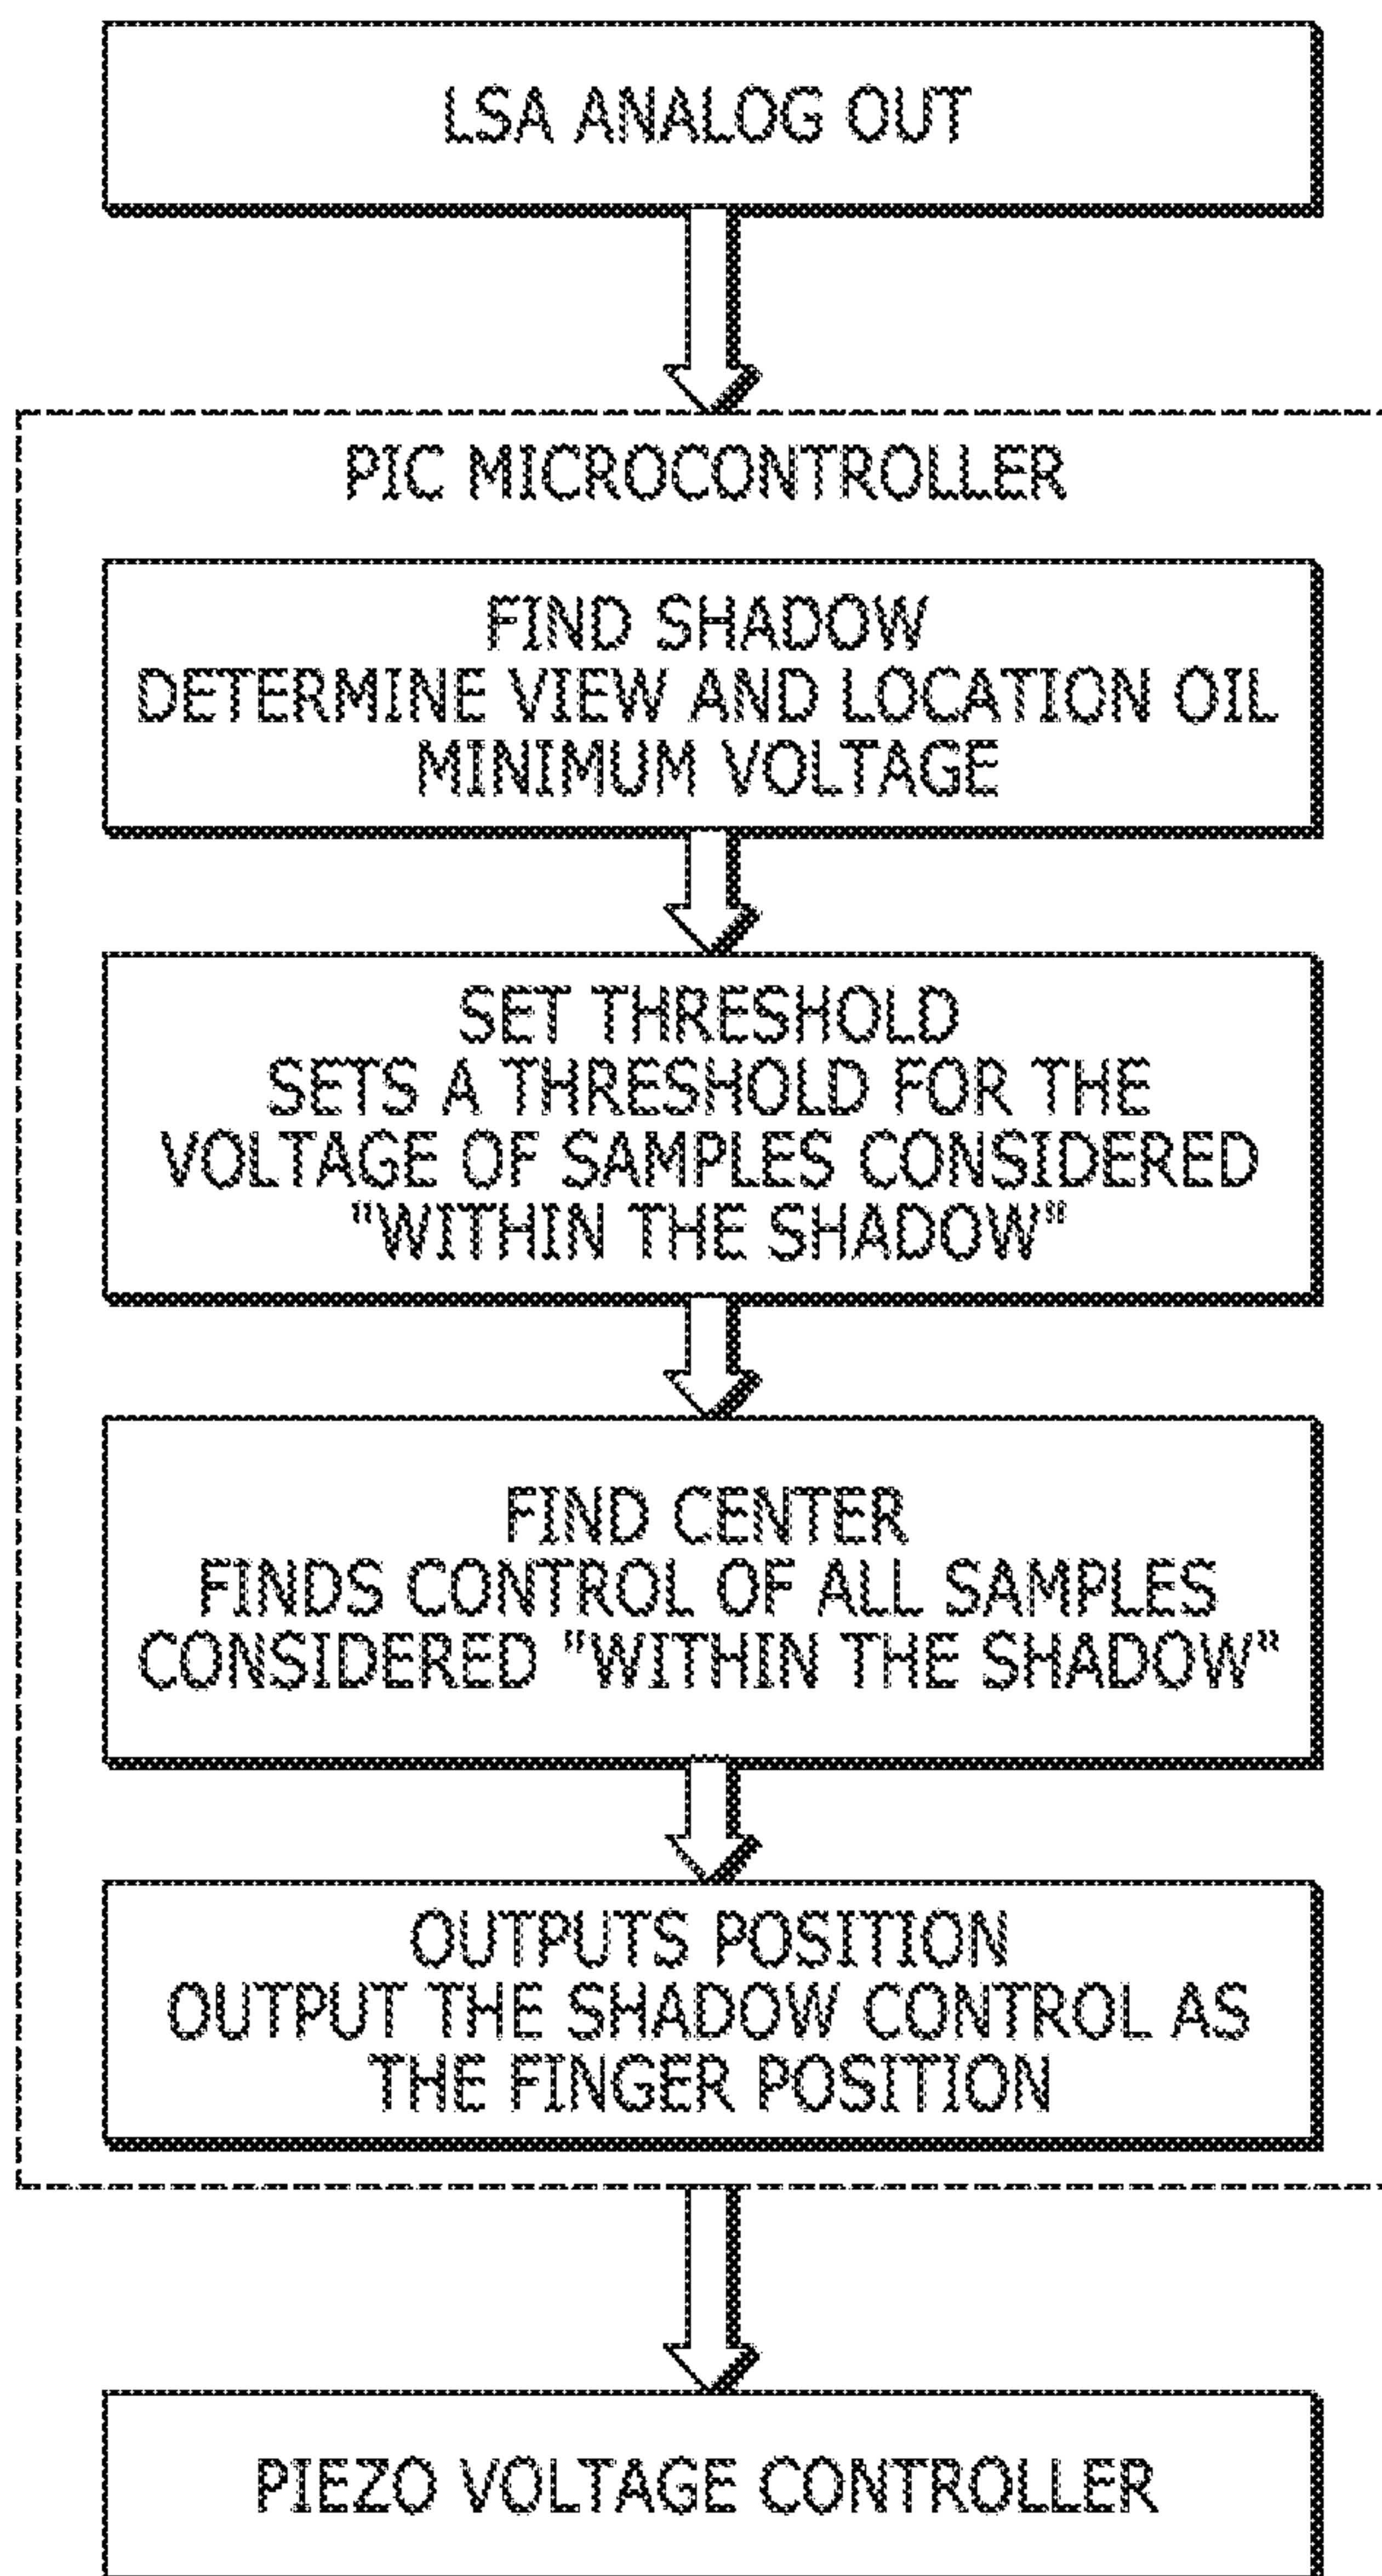 LSA ANALOG OUT
PIC MICROCONTROLLER
FIND SHADOW
DETERMINE VIEW AND LOCATION OIL
MINIMUM VOLTAGE
SET THRESHOLD
SETS A THRESHOLD FOR THE
VOLTAGE OF SAMPLES CONSIDERED
"WITHIN THE SHADOW"
FIND CENTER
FINDS CONTROL OF ALL SAMPLES
CONSIDERED "WITHIN THE SHADOW"
OUTPUTS POSITION
OUTPUT THE SHADOW CONTROL AS
THE FINGER POSITION
PIEZO VOLTAGE CONTROLLER